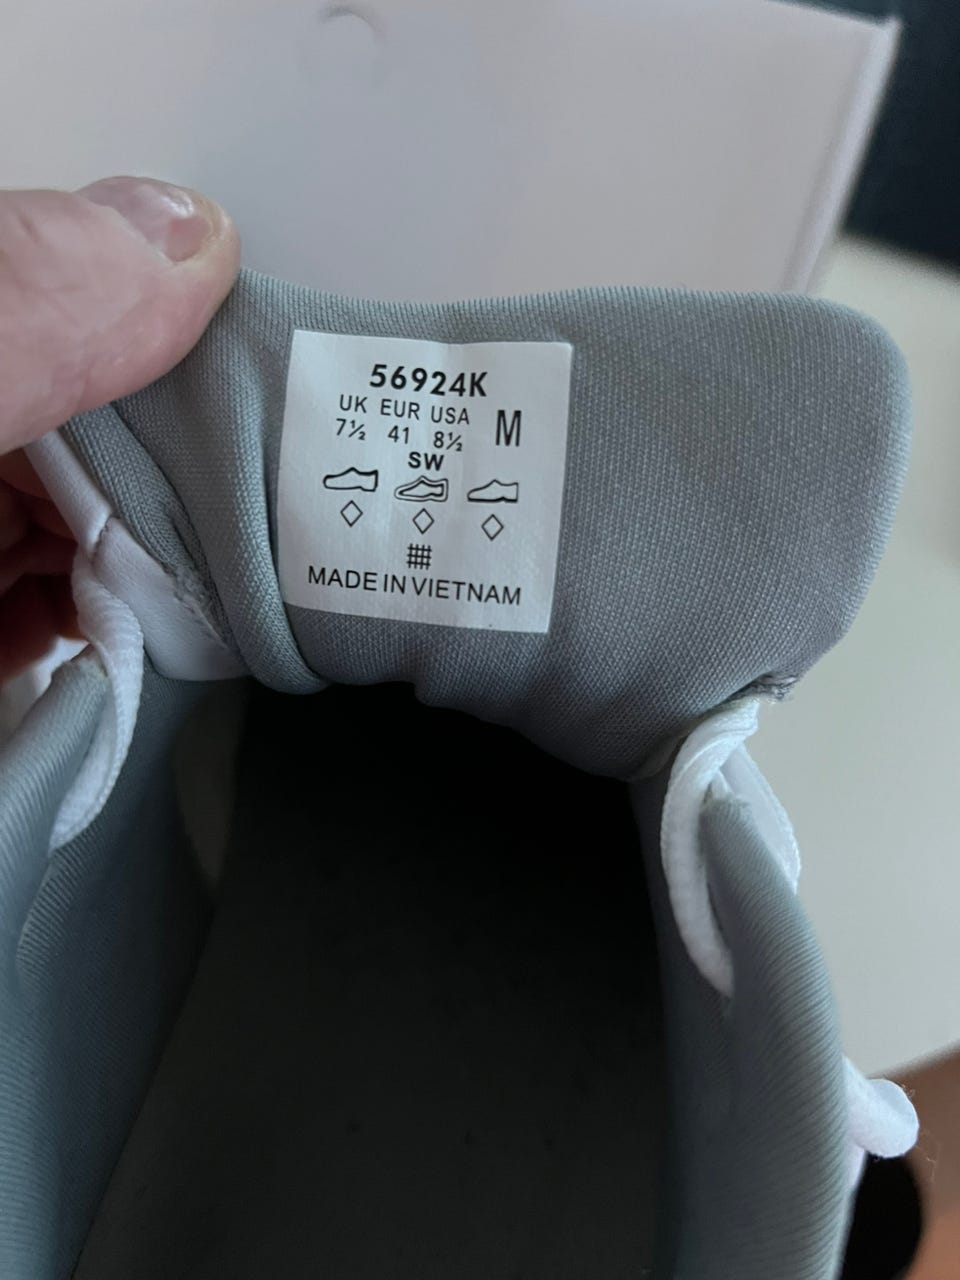 56924K
UK EUR USA M
7½ 41 8½
SW
MADE IN VIETNAM